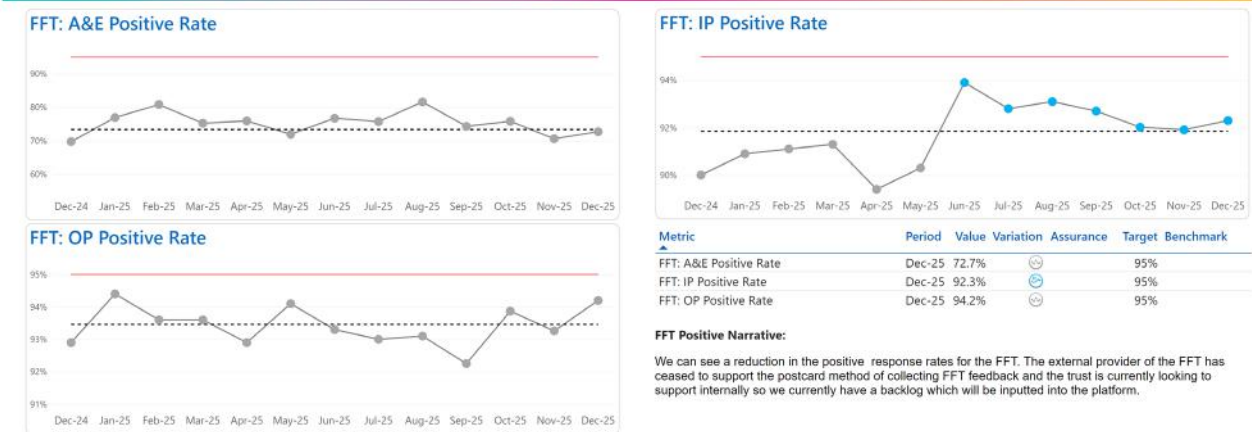 FFT: A&E Positive Rate
90%
80%
70%
60%
Dec-24 Jan-25 Feb-25 Mar-25 Apr-25 May-25 Jun-25 Jul-25 Aug-25 Sep-25 Oct-25 Nov-25 Dec-25
FFT: OP Positive Rate
95%
94%
93%
92%
91%
Dec-24 Jan-25 Feb-25 Mar-25 Apr-25 May-25 Jun-25 Jul-25 Aug-25 Sep-25 Oct-25 Nov-25 Dec-25
FFT: IP Positive Rate
94%
92%
90%
Dec-24 Jan-25 Feb-25 Mar-25 Apr-25 May-25 Jun-25 Jul-25 Aug-25 Sep-25 Oct-25 Nov-25 Dec-25
Metric Period Value Variation Assurance Target Benchmark
FFT: A&E Positive Rate Dec-25 72.7% 95%
FFT: IP Positive Rate Dec-25 92.3% 95%
FFT: OP Positive Rate Dec-25 94.2% 95%
FFT Positive Narrative:
We can see a reduction in the positive response rates for the FFT. The external provider of the FFT has
ceased to support the postcard method of collecting FFT feedback and the trust is currently looking to
support internally so we currently have a backlog which will be inputted into the platform.